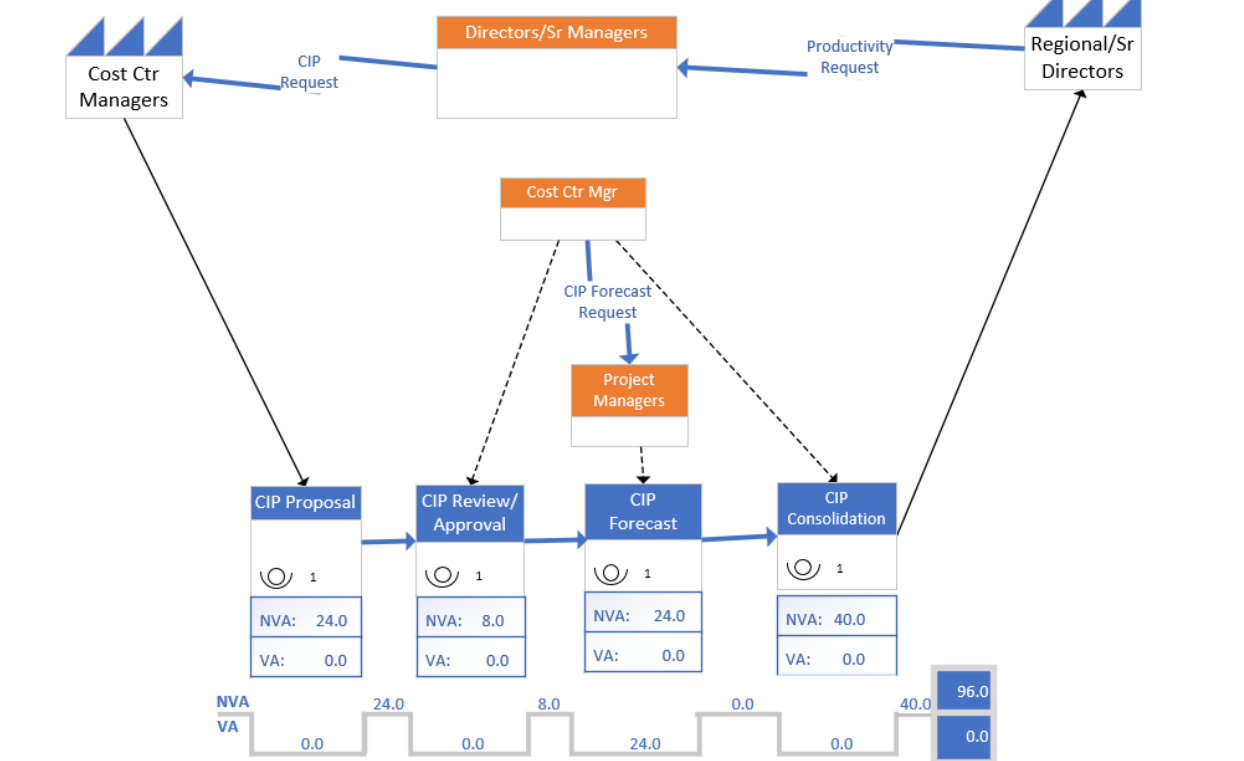 Cost Ctr
Managers
CIP
Request
Directors/Sr Managers
Productivity
Request
Regional/Sr
Directors
Cost Ctr Mgr
CIP Forecast
Request
Project
Managers
CIP Proposal
1
NVA: 24.0
VA: 0.0
CIP Review/
Approval
1
NVA: 8.0
VA: 0.0
CIP
Forecast
1
NVA: 24.0
VA: 0.0
CIP
Consolidation
1
NVA: 40.0
VA: 0.0
NVA
VA
24.0
8.0
0.0
40.0
96.0
0.0
0.0
24.0
0.0
0.0